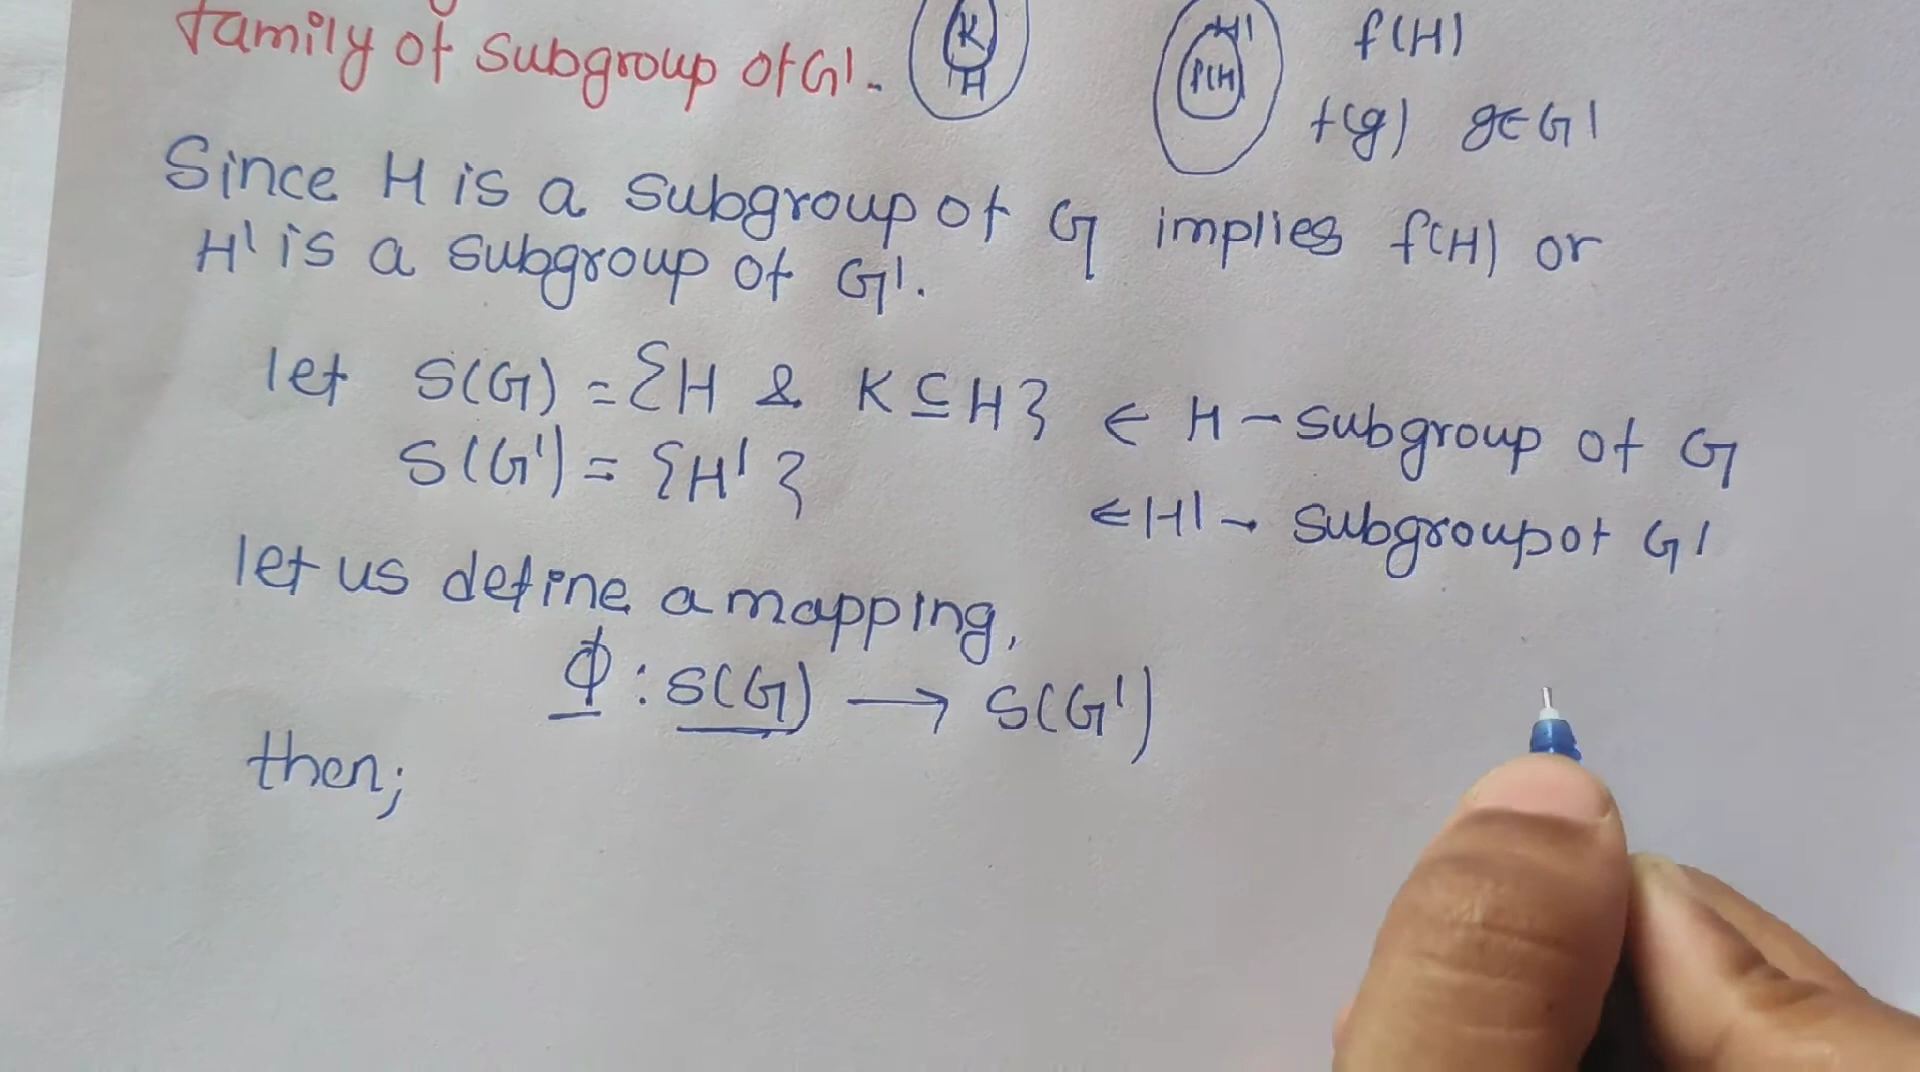 family of subgroup of G'.
K
H
H'
f(H)
f(H)
f(g) g∈G'
Since H is a subgroup of G implies f(H) or
H' is a subgroup of G'.
let S(G) = {H & K ⊆ H} ∈ H - subgroup of G
S(G') = {H'} ∈ H' - subgroup of G'
let us define a mapping,
Φ : S(G) → S(G')
then;